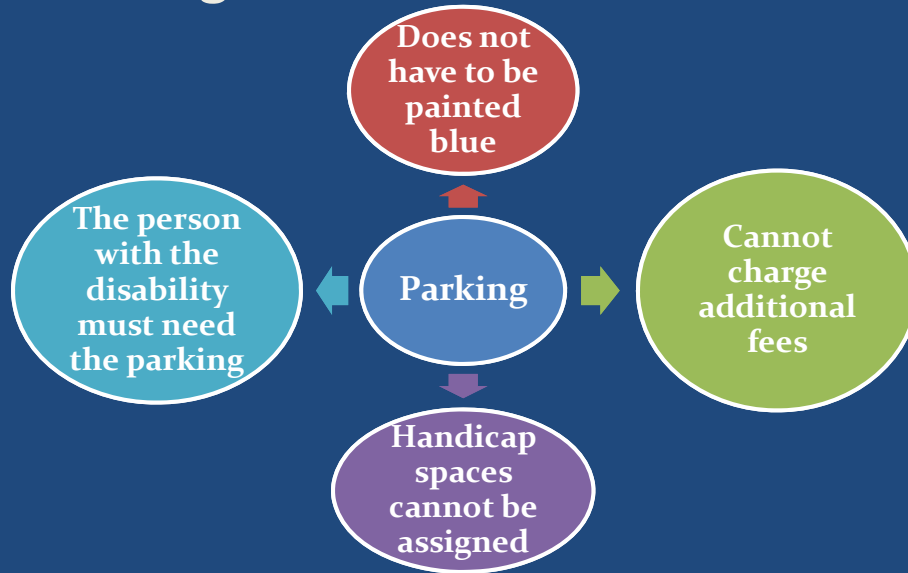 Does not
have to be
painted
blue
The person
with the
disability
must need
the parking
Parking
Cannot
charge
additional
fees
Handicap
spaces
cannot be
assigned